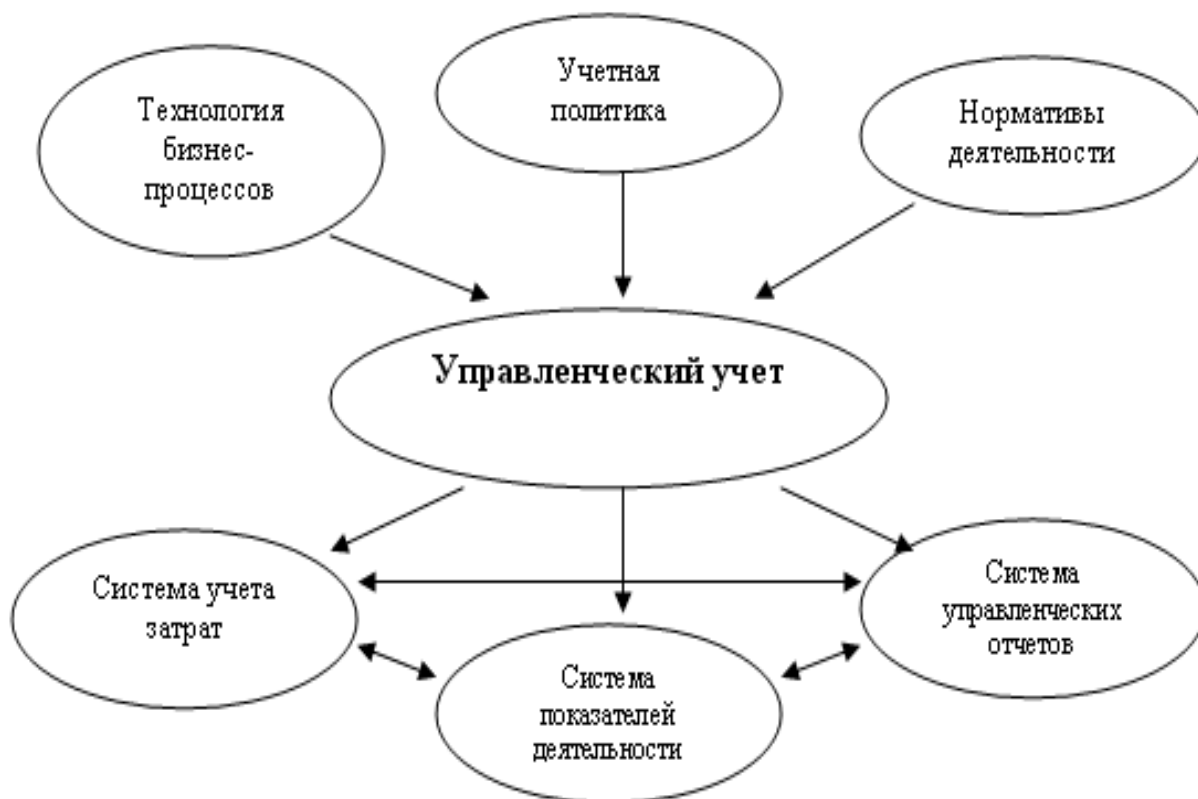 Технология
бизнес-
процессов
Учетная
политика
Нормативы
деятельности
Управленческий учет
Система учета
затрат
Система
показателей
деятельности
Система
управленческих
отчетов